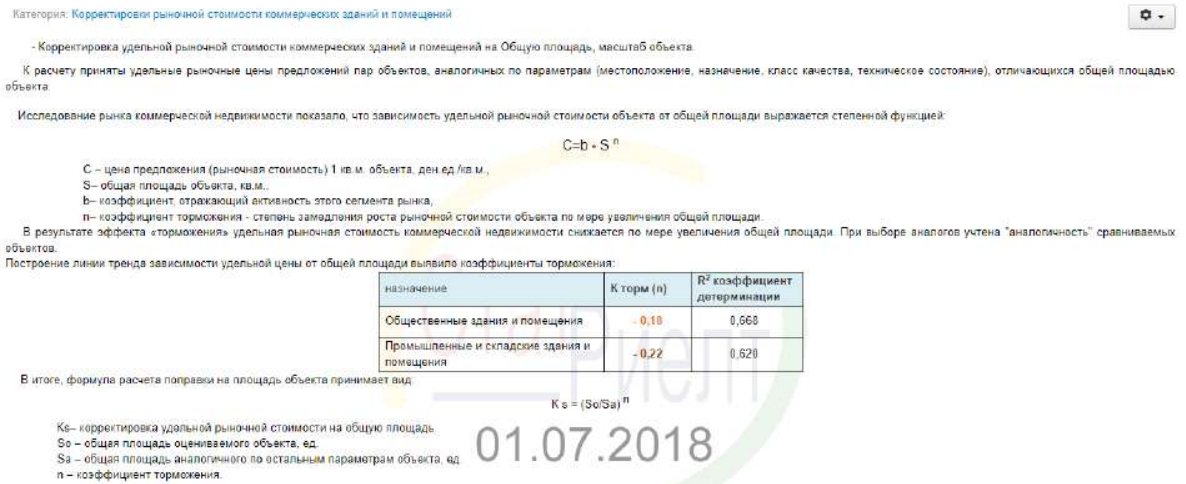 Категория: Корректировки рыночной стоимости коммерческих зданий и помещений
- Корректировка удельной рыночной стоимости коммерческих зданий и помещений на Общую площадь, масштаб объекта.
К расчету приняты удельные рыночные цены предложений пар объектов, аналогичных по параметрам (местоположение, назначение, класс качества, техническое состояние), отличающихся общей площадью
объекта.
Исследование рынка коммерческой недвижимости показало, что зависимость удельной рыночной стоимости объекта от общей площади выражается степенной функцией:
C=b * S ⁿ
С – цена предложения (рыночная стоимость) 1 кв.м. объекта, ден.ед./кв.м.,
S– общая площадь объекта, кв.м.,
b– коэффициент, отражающий активность этого сегмента рынка,
n– коэффициент торможения - степень замедления роста рыночной стоимости объекта по мере увеличения общей площади.
В результате эффекта «торможения» удельная рыночная стоимость коммерческой недвижимости снижается по мере увеличения общей площади. При выборе аналогов учтена "аналогичность" сравниваемых
объектов.
Построение линии тренда зависимости удельной цены от общей площади выявило коэффициенты торможения:
назначение К торм (n) R² коэффициент
детерминации
Общественные здания и помещения - 0,18 0,668
Промышленные и складские здания и
помещения - 0,22 0,620
В итоге, формула расчета поправки на площадь объекта принимает вид:
К s = (So/Sa) ⁿ
Ks– корректировка удельной рыночной стоимости на общую площадь
So – общая площадь оцениваемого объекта, ед.
Sa – общая площадь аналогичного по остальным параметрам объекта, ед.
n – коэффициент торможения.
РИЕЛТ
01.07.2018